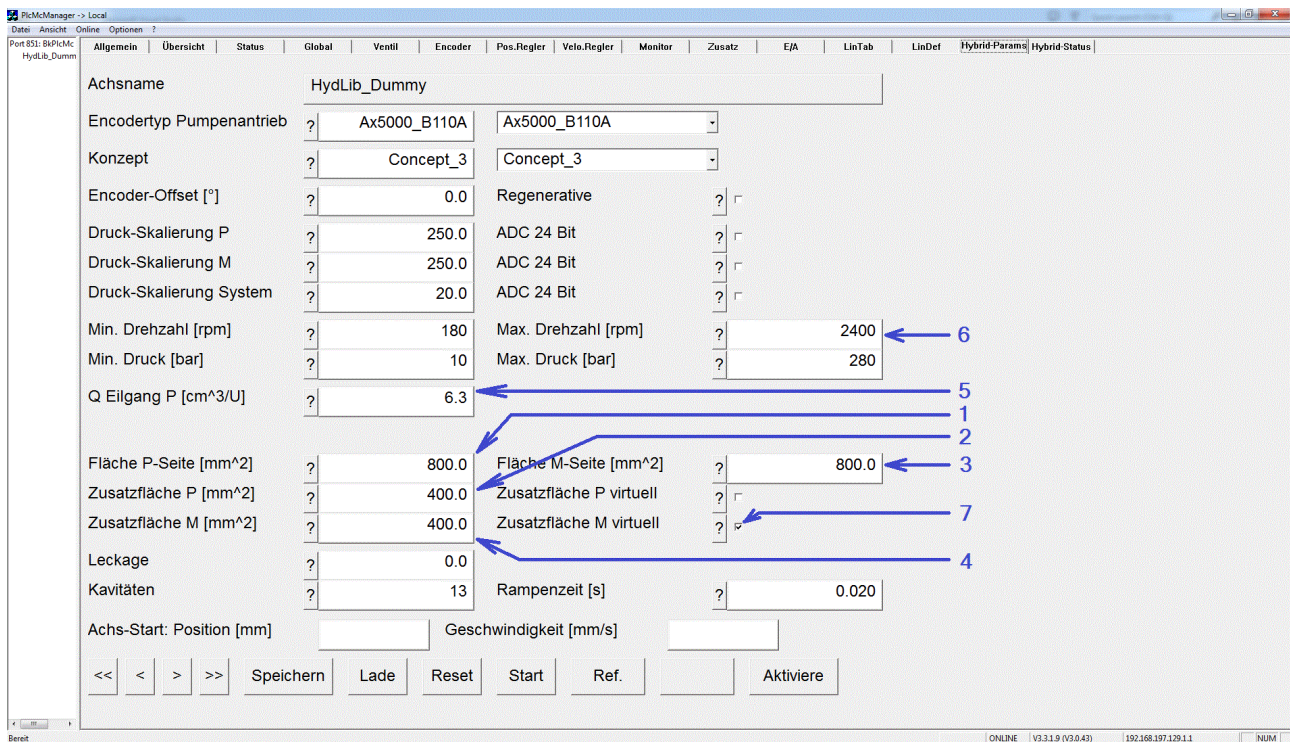 PlcMcManager -> Local
Datei Ansicht Online Optionen ?
Port 851: BkPlcMc
HydLib_Dumm
Allgemein Übersicht Status Global Ventil Encoder Pos.Regler Velo.Regler Monitor Zusatz E/A LinTab LinDef Hybrid-Params Hybrid-Status
Achsname HydLib_Dummy
Encodertyp Pumpenantrieb ? Ax5000_B110A Ax5000_B110A
Konzept ? Concept_3 Concept_3
Encoder-Offset [°] ? 0.0 Regenerative ?
Druck-Skalierung P ? 250.0 ADC 24 Bit ?
Druck-Skalierung M ? 250.0 ADC 24 Bit ?
Druck-Skalierung System ? 20.0 ADC 24 Bit ?
Min. Drehzahl [rpm] ? 180 Max. Drehzahl [rpm] ? 2400 6
Min. Druck [bar] ? 10 Max. Druck [bar] ? 280
Q Eilgang P [cm^3/U] ? 6.3 5
1
2
Fläche P-Seite [mm^2] ? 800.0 Fläche M-Seite [mm^2] ? 800.0 3
Zusatzfläche P [mm^2] ? 400.0 Zusatzfläche P virtuell ?
Zusatzfläche M [mm^2] ? 400.0 Zusatzfläche M virtuell ? 7
Leckage ? 0.0 4
Kavitäten ? 13 Rampenzeit [s] ? 0.020
Achs-Start: Position [mm] Geschwindigkeit [mm/s]
<< < > >> Speichern Lade Reset Start Ref. Aktiviere
Bereit ONLINE V3.3.1.9 (V3.0.43) 192.168.197.129.1.1 NUM